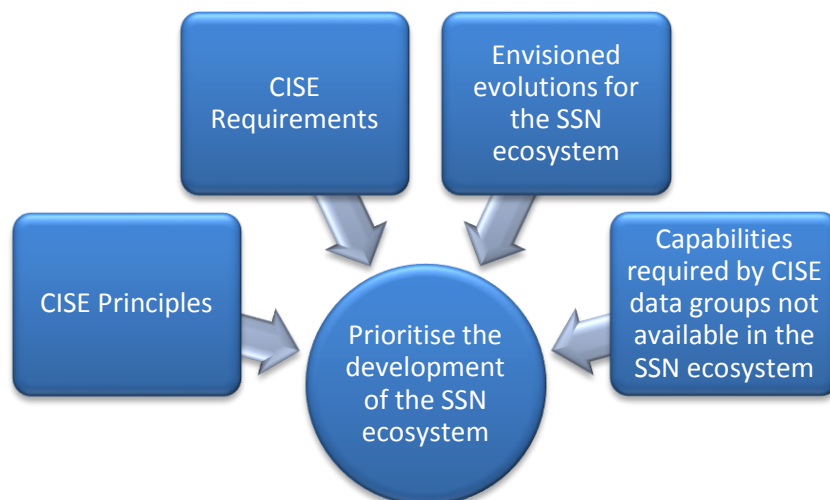 CISE
Requirements
Envisioned
evolutions for
the SSN
ecosystem
CISE Principles
Capabilities
required by CISE
data groups not
available in the
SSN ecosystem
Prioritise the
development
of the SSN
ecosystem